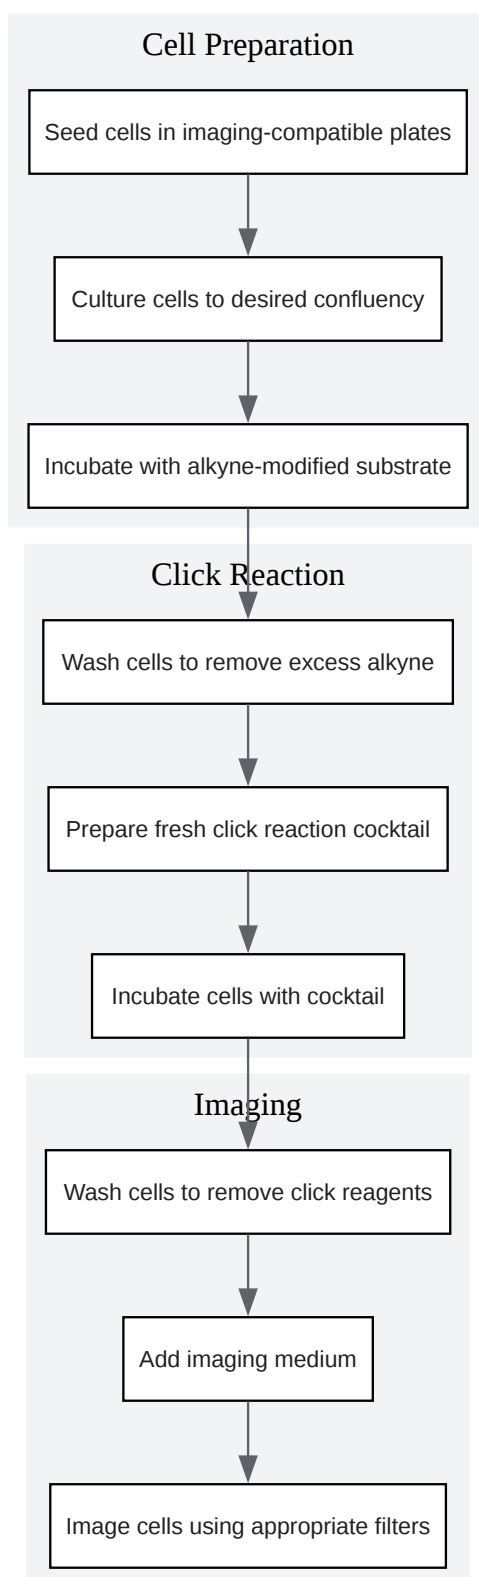 Cell Preparation
Seed cells in imaging-compatible plates
Culture cells to desired confluency
Incubate with alkyne-modified substrate
Click Reaction
Wash cells to remove excess alkyne
Prepare fresh click reaction cocktail
Incubate cells with cocktail
Imaging
Wash cells to remove click reagents
Add imaging medium
Image cells using appropriate filters